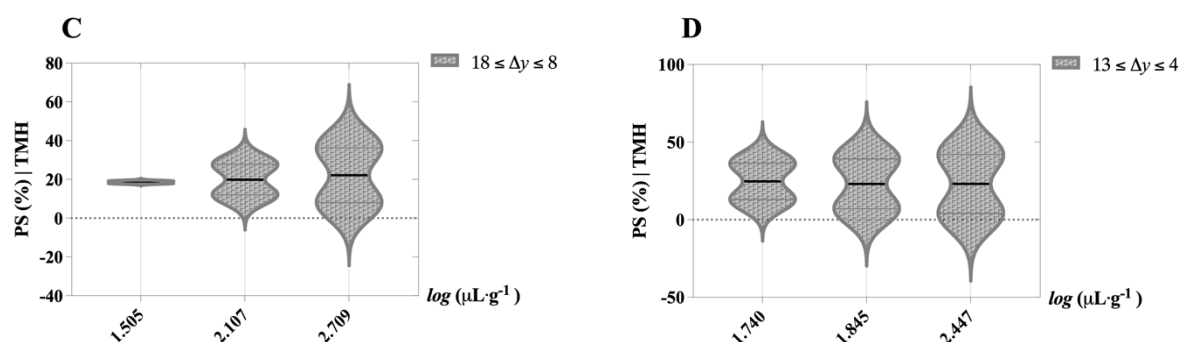 C
80
60
40
20
0
-20
-40
PS (%) | TMH
1.505
2.107
2.709
log (μL·g⁻¹ )
18 ≤ Δy ≤ 8
D
100
50
0
-50
PS (%) | TMH
1.740
1.845
2.447
log (μL·g⁻¹ )
13 ≤ Δy ≤ 4